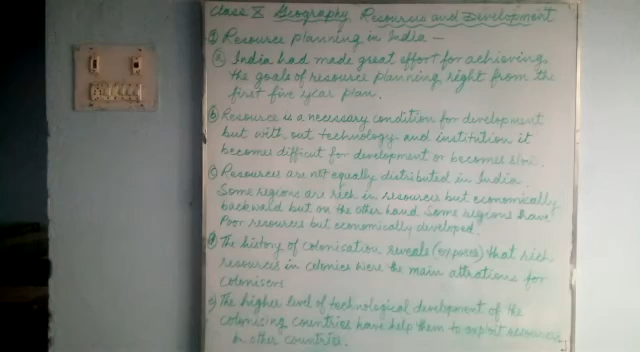 Class X Geography Resources and Development
Resource planning in India —
(a) India had made great effort for achieving
the goals of resource planning right from the
first five year plan.
(b) Resource is a necessary condition for development
but with out technology and institution it
becomes difficult for development or becomes slow.
(c) Resources are not equally distributed in India.
Some regions are rich in resources but economically
backward but on the other hand some regions have
Poor resources but economically developed.
(d) The history of colonisation reveals (exposes) that rich
resources in colonies were the main attrations for
colonisers
e) The higher level of technological development of the
colonising countries have help them to exploit resources
in other countries.